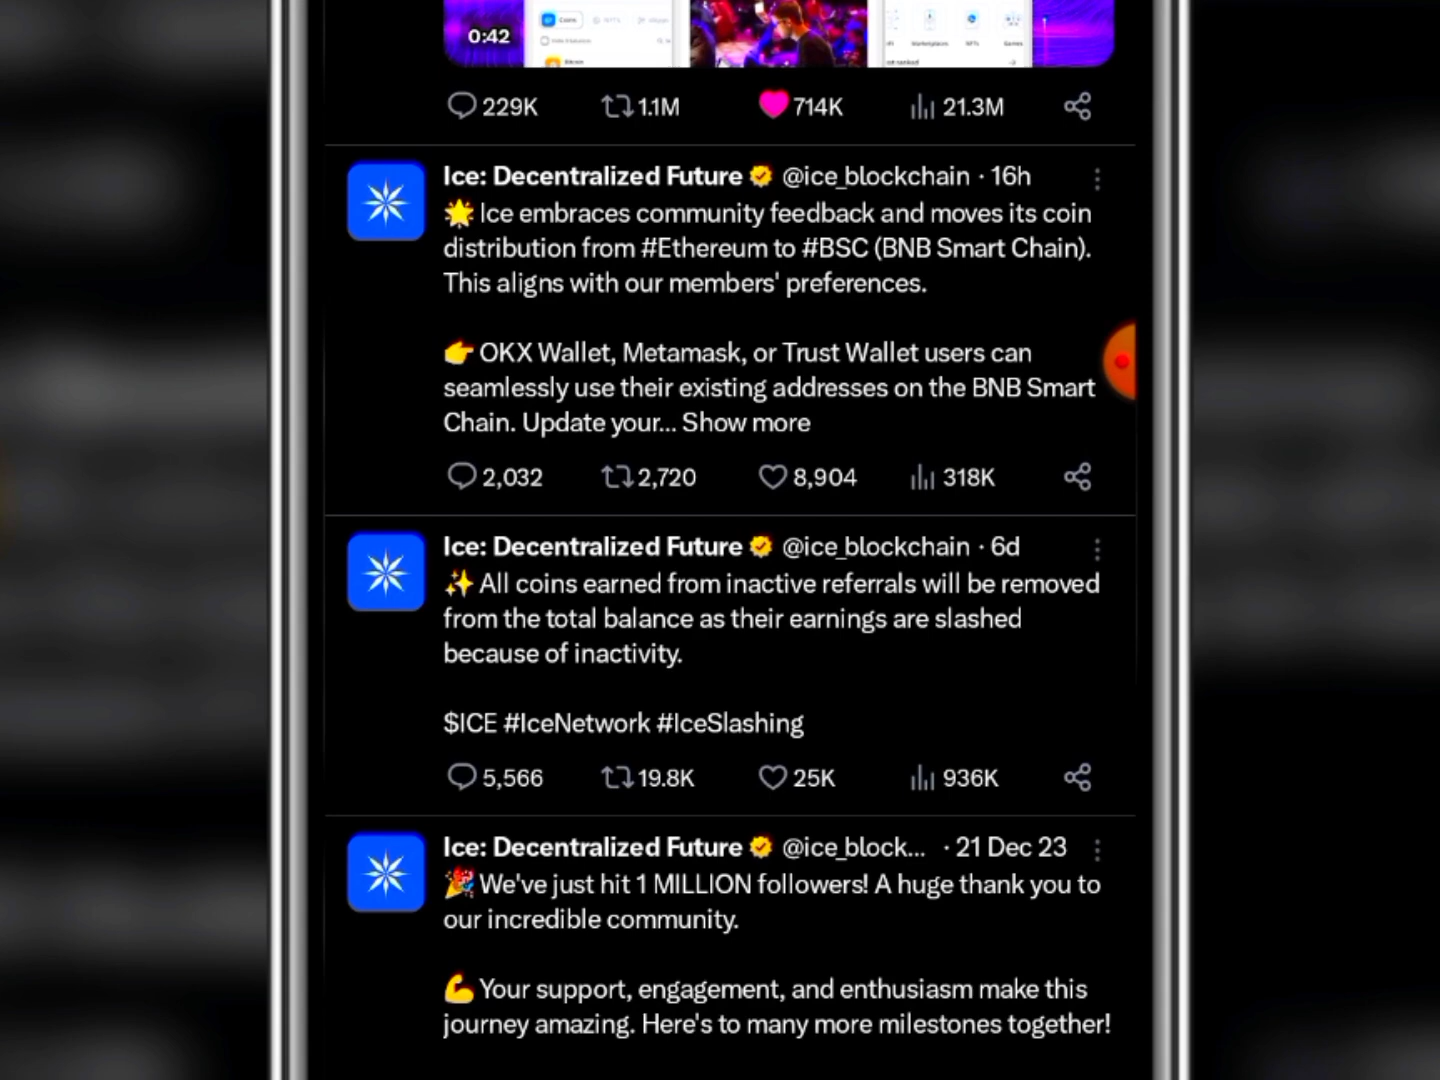 0:42
Coins
NFTs
Bitcoin
Marketplaces
NFTs
Games
229K 1.1M 714K 21.3M
Ice: Decentralized Future @ice_blockchain · 16h
🌟 Ice embraces community feedback and moves its coin
distribution from #Ethereum to #BSC (BNB Smart Chain).
This aligns with our members' preferences.
👉 OKX Wallet, Metamask, or Trust Wallet users can
seamlessly use their existing addresses on the BNB Smart
Chain. Update your... Show more
2,032 2,720 8,904 318K
Ice: Decentralized Future @ice_blockchain · 6d
✨ All coins earned from inactive referrals will be removed
from the total balance as their earnings are slashed
because of inactivity.
$ICE #IceNetwork #IceSlashing
5,566 19.8K 25K 936K
Ice: Decentralized Future @ice_block... · 21 Dec 23
🎉 We've just hit 1 MILLION followers! A huge thank you to
our incredible community.
💪 Your support, engagement, and enthusiasm make this
journey amazing. Here's to many more milestones together!